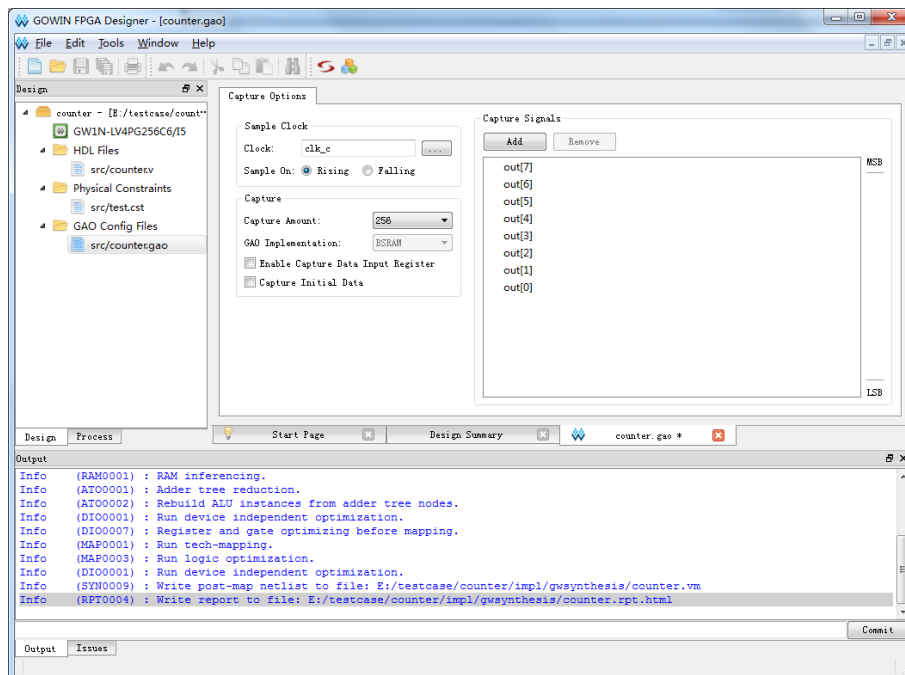 GOWIN FPGA Designer - [counter.gao]
File Edit Tools Window Help
Design
counter - [E:/testcase/count··
GW1N-LV4PG256C6/I5
HDL Files
src/counter.v
Physical Constraints
src/test.cst
GAO Config Files
src/counter.gao
Design Process
Capture Options
Sample Clock
Clock: clk_c ...
Sample On: Rising Falling
Capture
Capture Amount: 256
GAO Implementation: BSRAM
Enable Capture Data Input Register
Capture Initial Data
Capture Signals
Add Remove
out[7]
out[6]
out[5]
out[4]
out[3]
out[2]
out[1]
out[0]
MSB
LSB
Start Page Design Summary counter.gao *
Output
Info (RAM0001) : RAM inferencing.
Info (ATO0001) : Adder tree reduction.
Info (ATO0002) : Rebuild ALU instances from adder tree nodes.
Info (DIO0001) : Run device independent optimization.
Info (DIO0007) : Register and gate optimizing before mapping.
Info (MAP0001) : Run tech-mapping.
Info (MAP0003) : Run logic optimization.
Info (DIO0001) : Run device independent optimization.
Info (SYN0009) : Write post-map netlist to file: E:/testcase/counter/impl/gwsynthesis/counter.vm
Info (RPT0004) : Write report to file: E:/testcase/counter/impl/gwsynthesis/counter.rpt.html
Commit
Output Issues